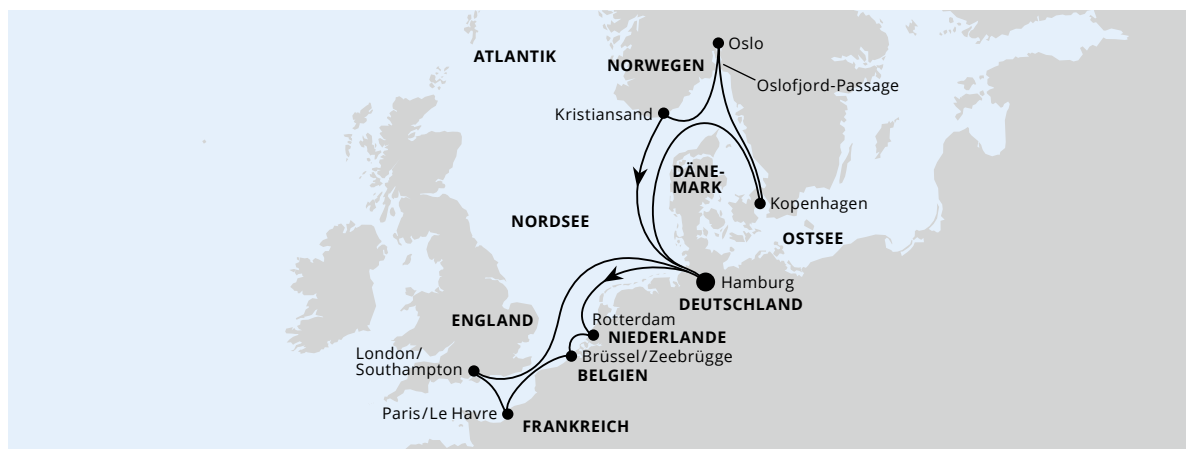 Oslo
ATLANTIK
NORWEGEN
Oslofjord-Passage
Kristiansand
DÄNE-
MARK
Kopenhagen
NORDSEE
OSTSEE
Hamburg
DEUTSCHLAND
ENGLAND
Rotterdam
NIEDERLANDE
London/
Southampton
Brüssel/Zeebrügge
BELGIEN
Paris/Le Havre
FRANKREICH